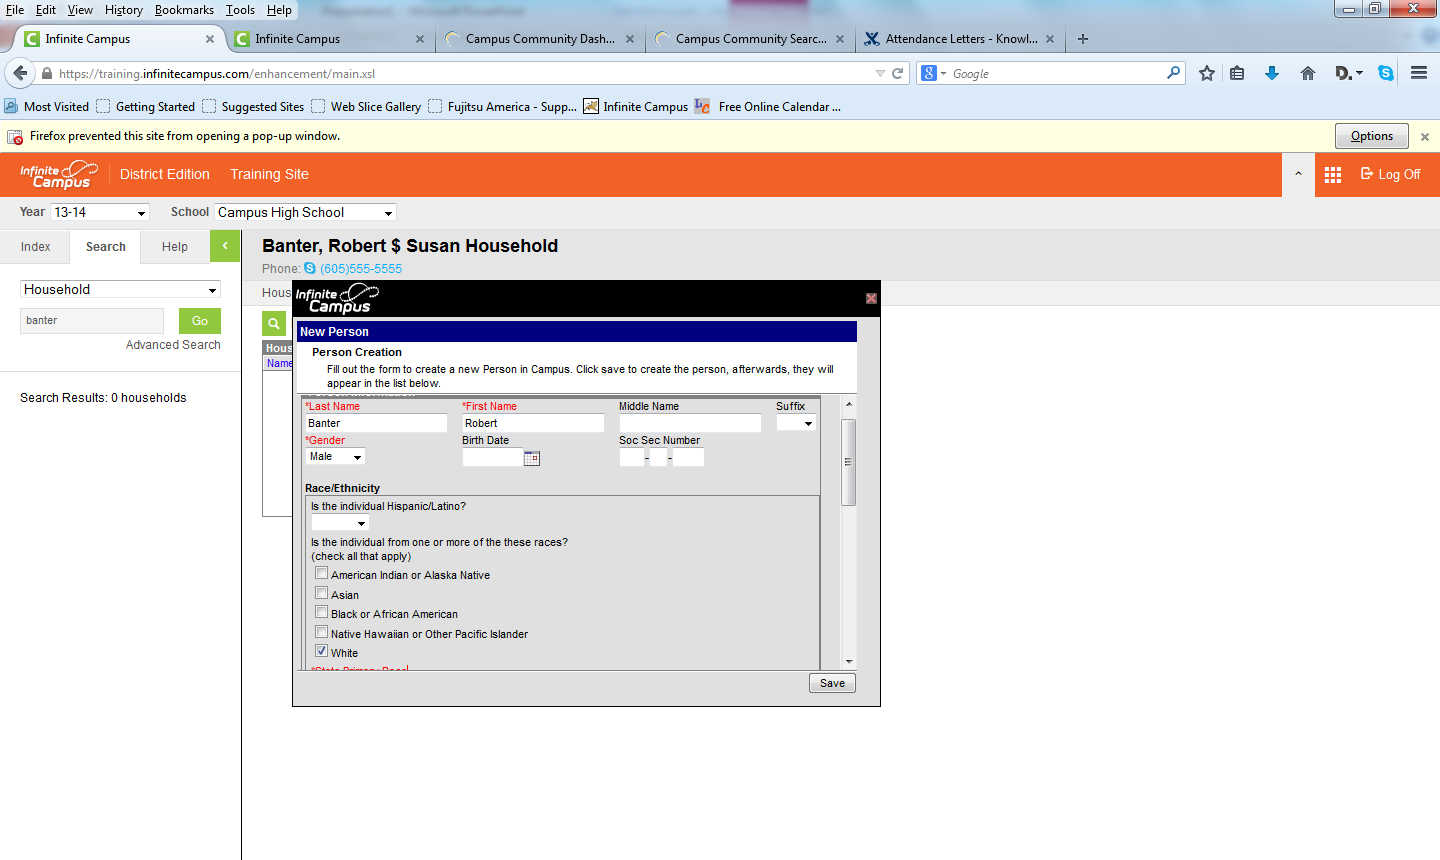 File Edit View History Bookmarks Tools Help
Infinite Campus
Infinite Campus
Campus Community Dash...
Campus Community Searc...
Attendance Letters - Knowl...
https://training.infinitecampus.com/enhancement/main.xsl
Google
Most Visited Getting Started Suggested Sites Web Slice Gallery Fujitsu America - Supp... Infinite Campus Free Online Calendar ...
Firefox prevented this site from opening a pop-up window.
Options
Infinite Campus District Edition Training Site Log Off
Year 13-14 School Campus High School
Index Search Help
Household
banter Go
Advanced Search
Search Results: 0 households
Banter, Robert $ Susan Household
Phone: (605)555-5555
Hous
Hous
Name
Infinite Campus
New Person
Person Creation
Fill out the form to create a new Person in Campus. Click save to create the person, afterwards, they will
appear in the list below.
*Last Name *First Name Middle Name Suffix
Banter Robert
*Gender Birth Date Soc Sec Number
Male - -
Race/Ethnicity
Is the individual Hispanic/Latino?
Is the individual from one or more of the these races?
(check all that apply)
American Indian or Alaska Native
Asian
Black or African American
Native Hawaiian or Other Pacific Islander
White
*State Primary Race
Save